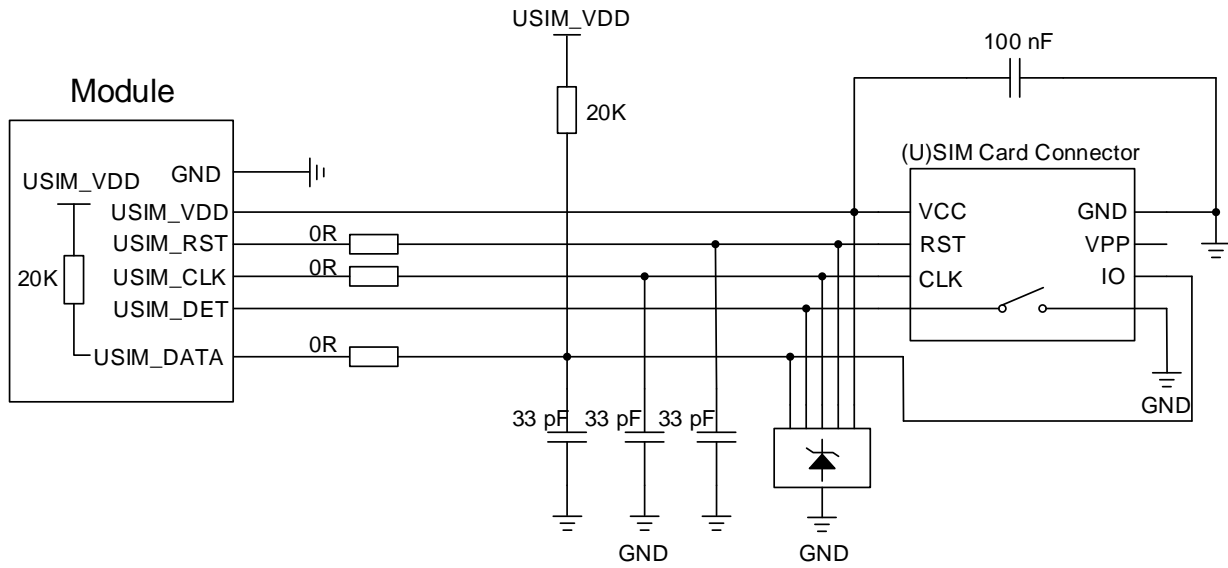 USIM_VDD
100 nF
Module
20K
(U)SIM Card Connector
GND
USIM_VDD
USIM_VDD
VCC
GND
0R
USIM_RST
RST
VPP
20K
0R
USIM_CLK
CLK
IO
USIM_DET
0R
USIM_DATA
GND
33 pF
33 pF
33 pF
GND
GND